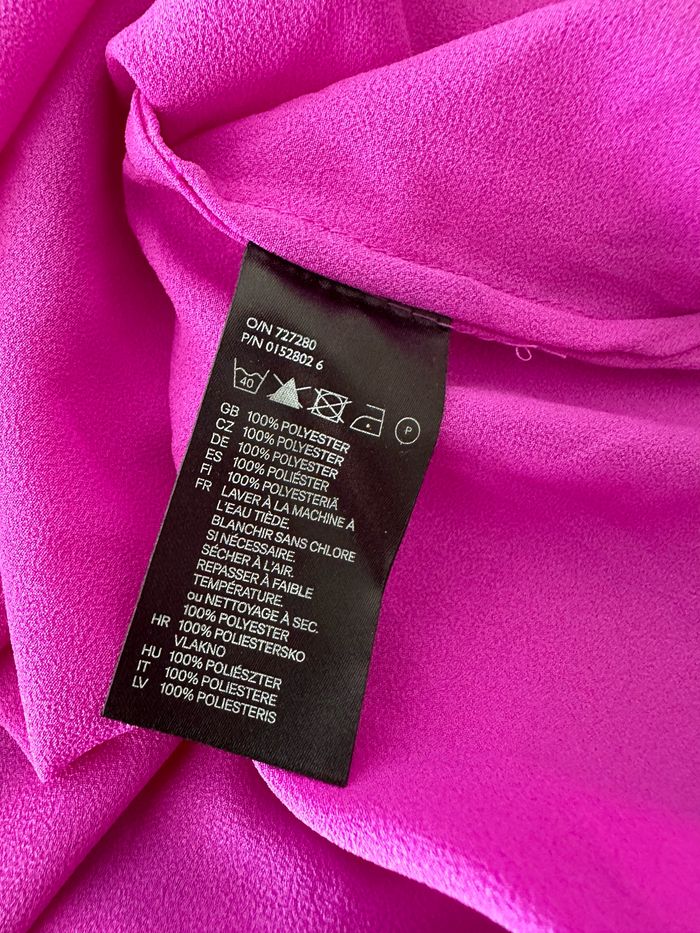 O/N 727280
P/N 0152802 6
40 P
GB 100% POLYESTER
CZ 100% POLYESTER
DE 100% POLYESTER
ES 100% POLIÉSTER
FI 100% POLYESTERIÄ
FR LAVER À LA MACHINE À
L'EAU TIÈDE.
BLANCHIR SANS CHLORE
SI NÉCESSAIRE
SÉCHER À L'AIR.
REPASSER À FAIBLE
TEMPÉRATURE
OU NETTOYAGE À SEC.
100% POLYESTER
HR 100% POLIESTERSKO
VLAKNO
HU 100% POLIÉSZTER
IT 100% POLIESTERE
LV 100% POLIESTERIS